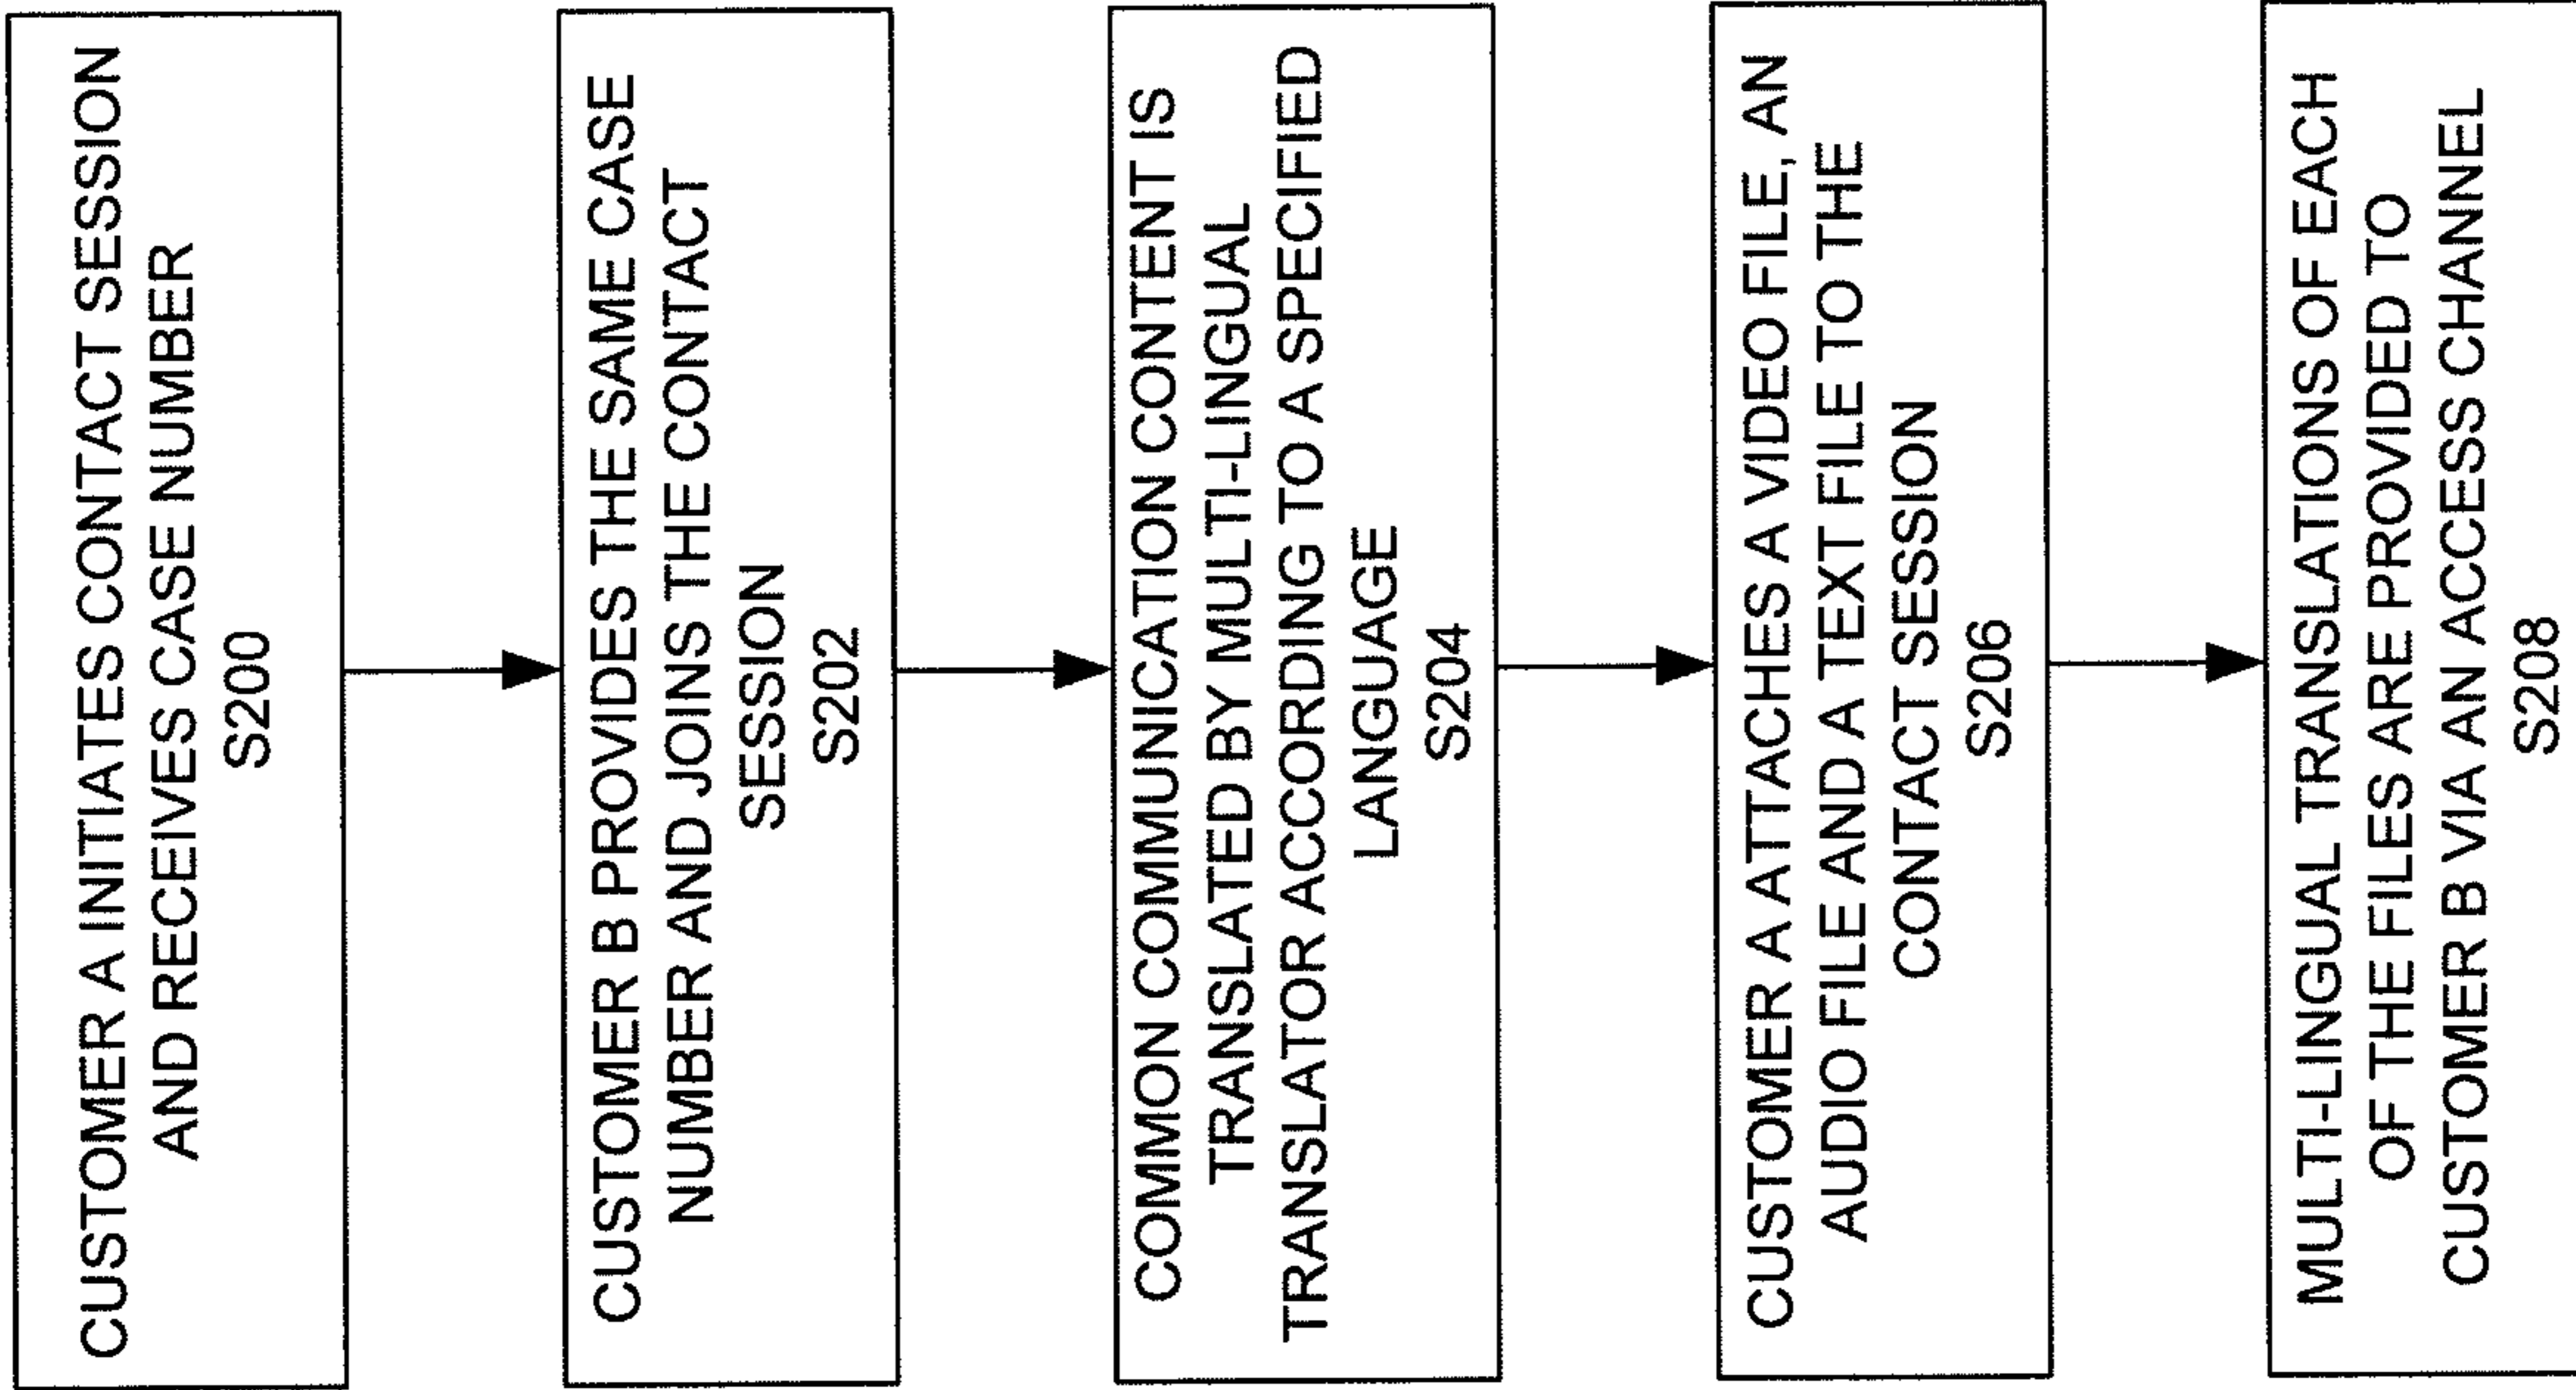 CUSTOMER A INITIATES CONTACT SESSION
AND RECEIVES CASE NUMBER
S200
CUSTOMER B PROVIDES THE SAME CASE
NUMBER AND JOINS THE CONTACT
SESSION
S202
COMMON COMMUNICATION CONTENT IS
TRANSLATED BY MULTI-LINGUAL
TRANSLATOR ACCORDING TO A SPECIFIED
LANGUAGE
S204
CUSTOMER A ATTACHES A VIDEO FILE, AN
AUDIO FILE AND A TEXT FILE TO THE
CONTACT SESSION
S206
MULTI-LINGUAL TRANSLATIONS OF EACH
OF THE FILES ARE PROVIDED TO
CUSTOMER B VIA AN ACCESS CHANNEL
S208